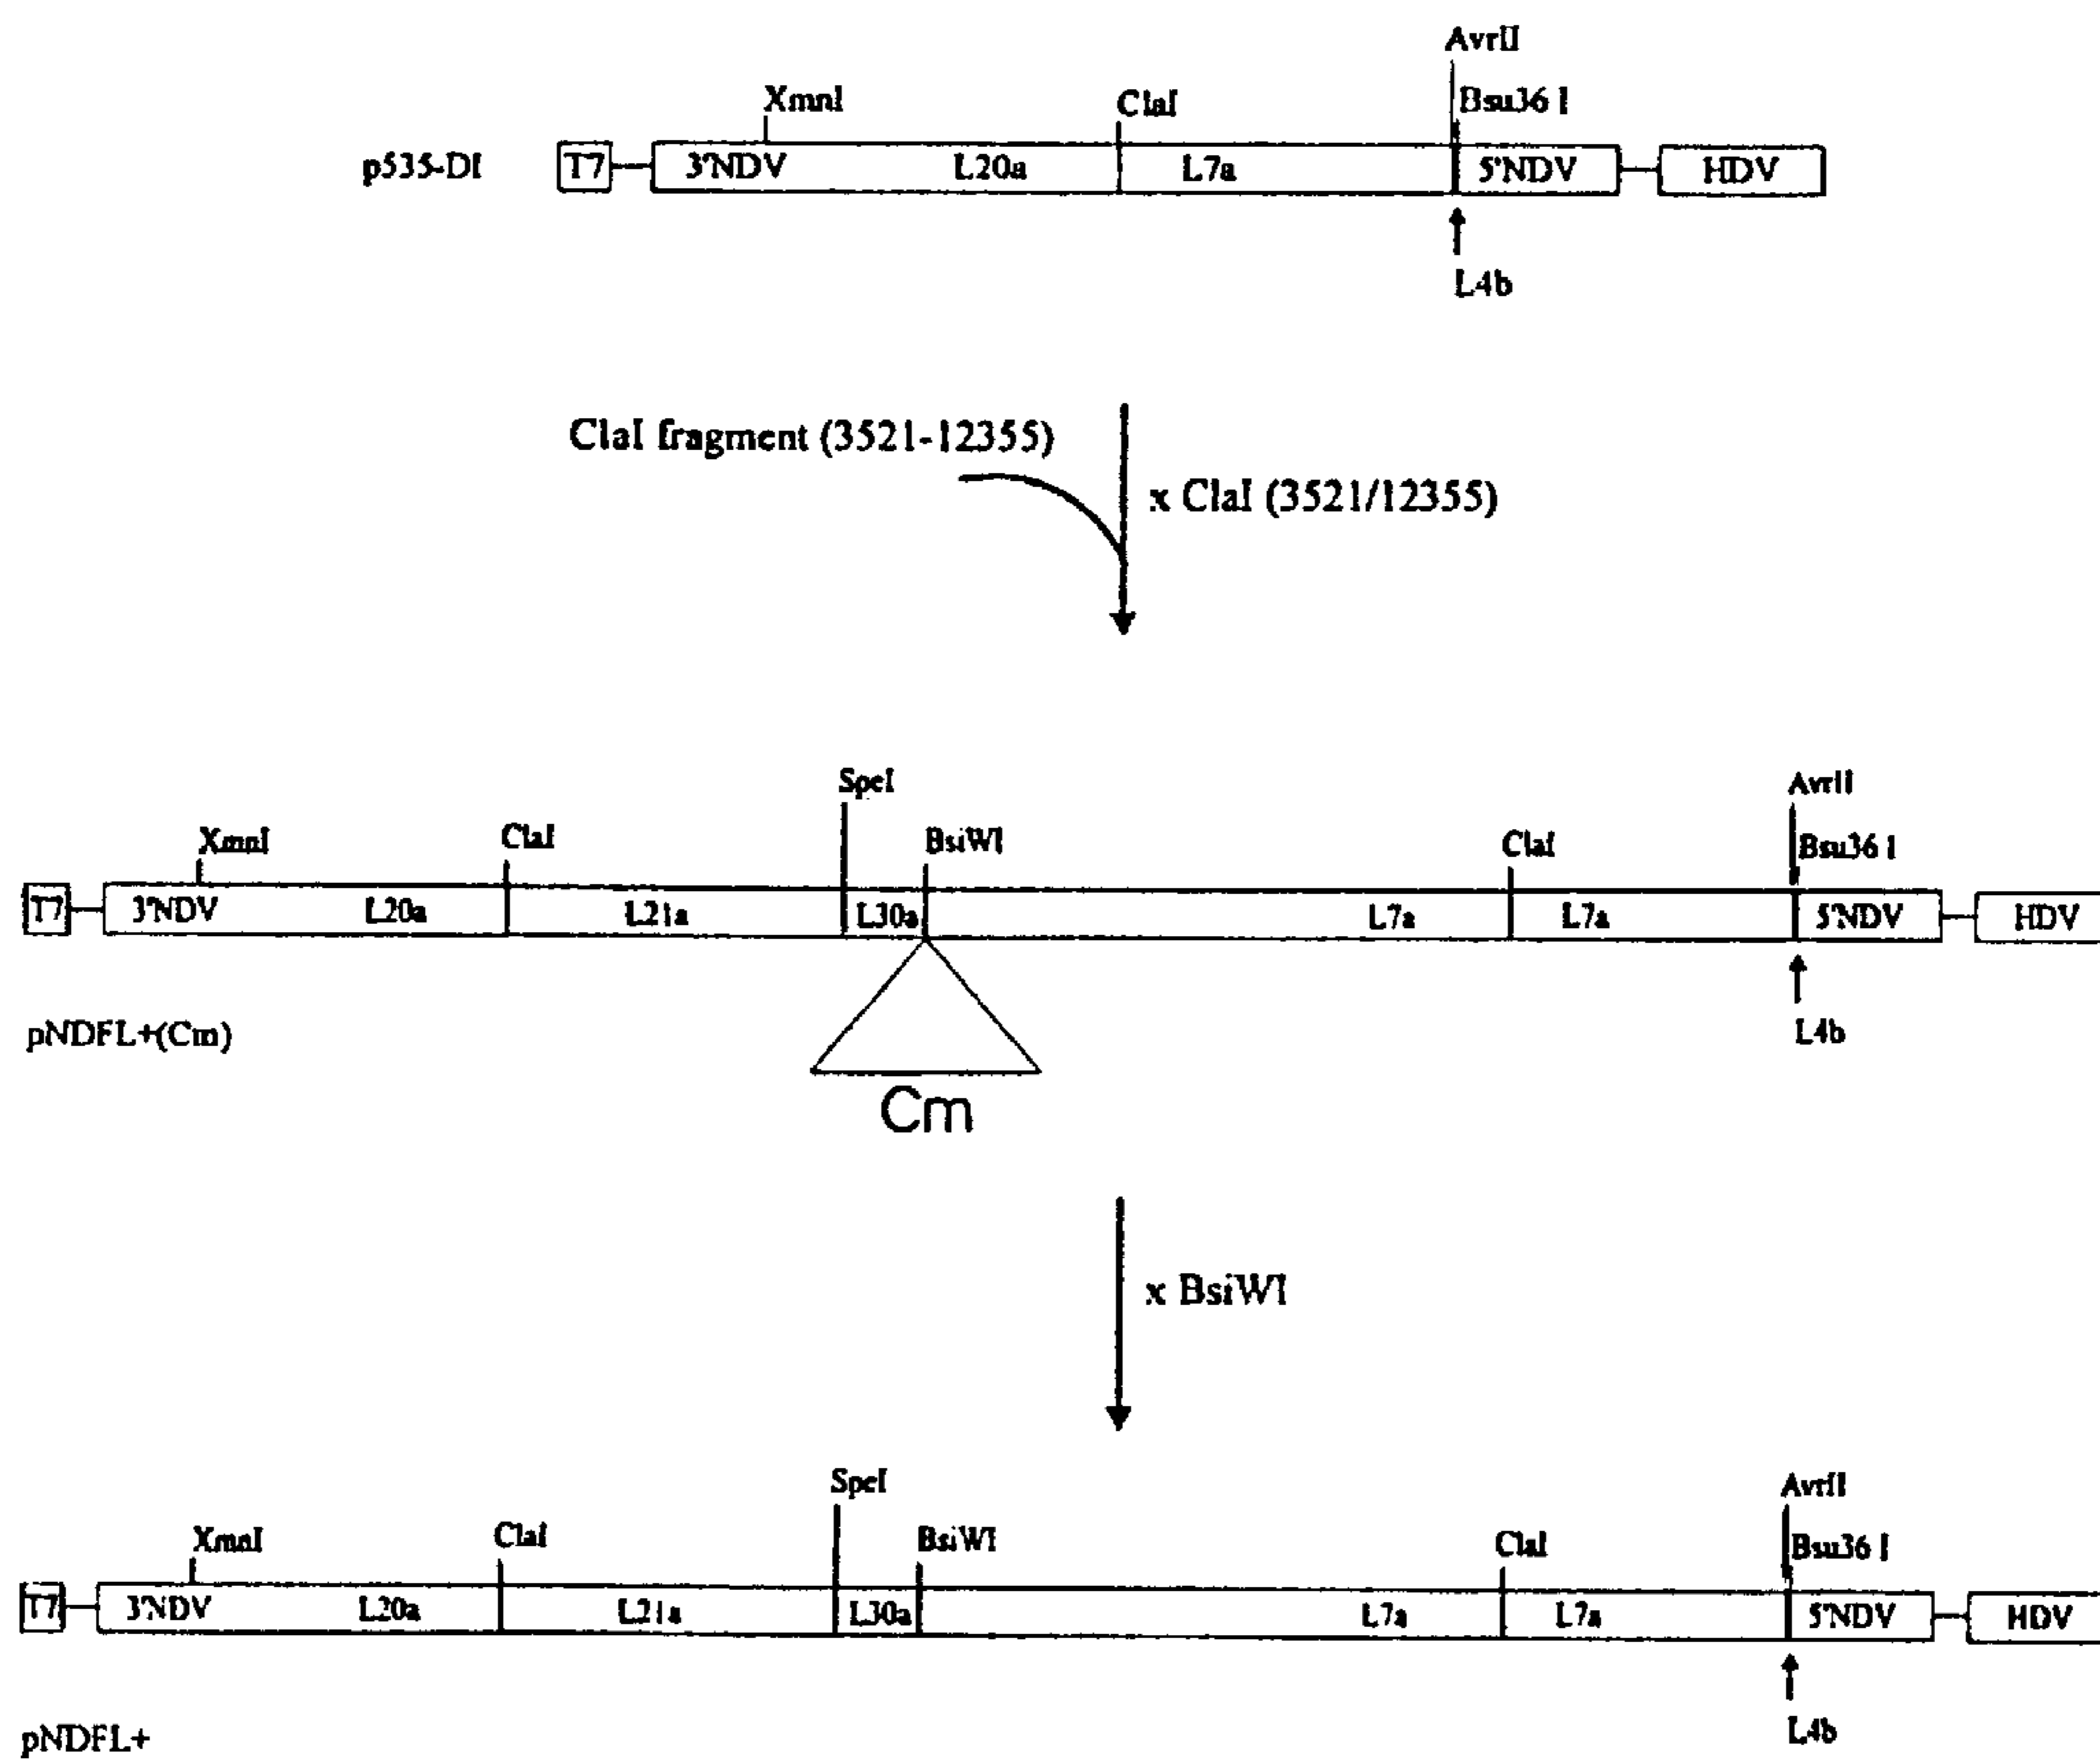 AvrII
XmnI ClaI Bsu36 I
p535-DI T7 3'NDV L20a L7a 5'NDV HDV
L4b
ClaI fragment (3521-12355)
x ClaI (3521/12355)
SpeI AvrII
XmnI ClaI BsiWI ClaI Bsu36 I
T7 3'NDV L20a L21a L30a L7a L7a 5'NDV HDV
pNDFL+(Cm) L4b
Cm
x BsiWI
SpeI AvrII
XmnI ClaI BsiWI ClaI Bsu36 I
T7 3'NDV L20a L21a L30a L7a L7a 5'NDV HDV
pNDFL+ L4b